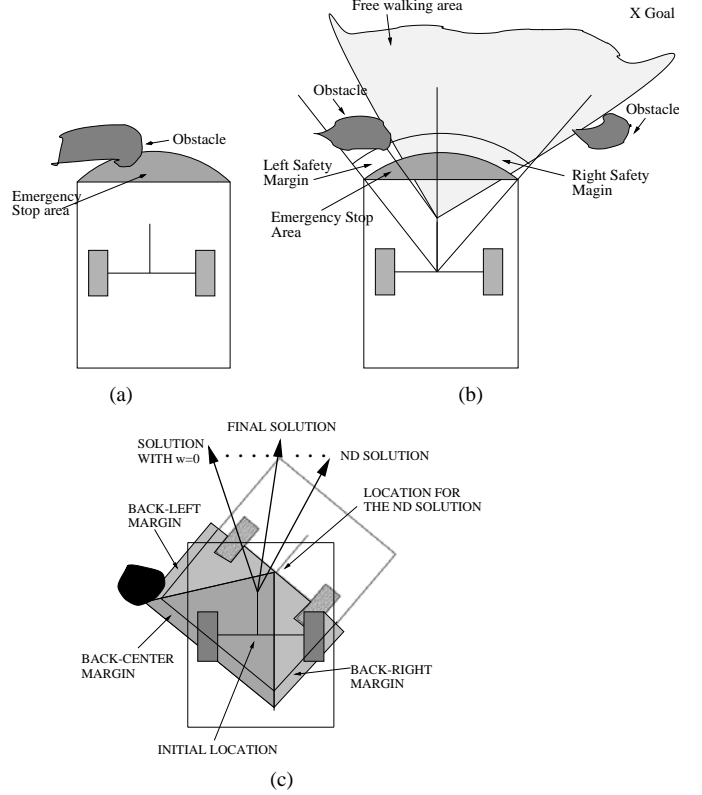 Free walking area
X Goal
Obstacle
Obstacle
Obstacle
Left Safety
Margin
Right Safety
Magin
Emergency
Stop area
Emergency Stop
Area
(a)
(b)
FINAL SOLUTION
SOLUTION
WITH w=0
ND SOLUTION
LOCATION FOR
THE ND SOLUTION
BACK-LEFT
MARGIN
BACK-CENTER
MARGIN
BACK-RIGHT
MARGIN
INITIAL LOCATION
(c)